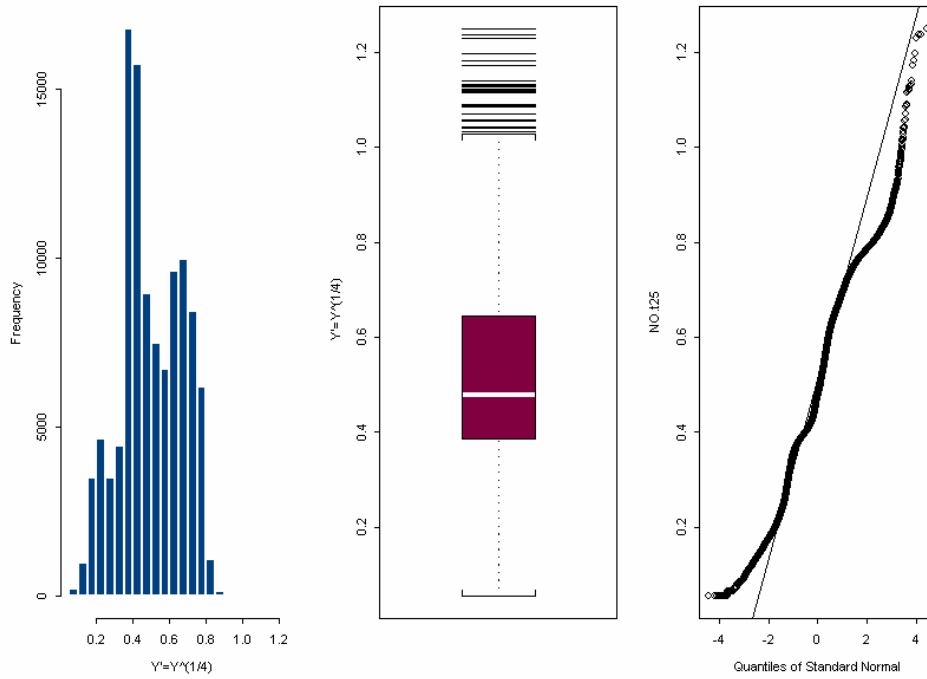 Frequency
0
5000
10000
15000
0.2 0.4 0.6 0.8 1.0 1.2
Y'=Y^(1/4)
Y'= Y^(1/4)
0.2
0.4
0.6
0.8
1.0
1.2
NO.t25
0.2
0.4
0.6
0.8
1.0
1.2
-4 -2 0 2 4
Quantiles of Standard Normal